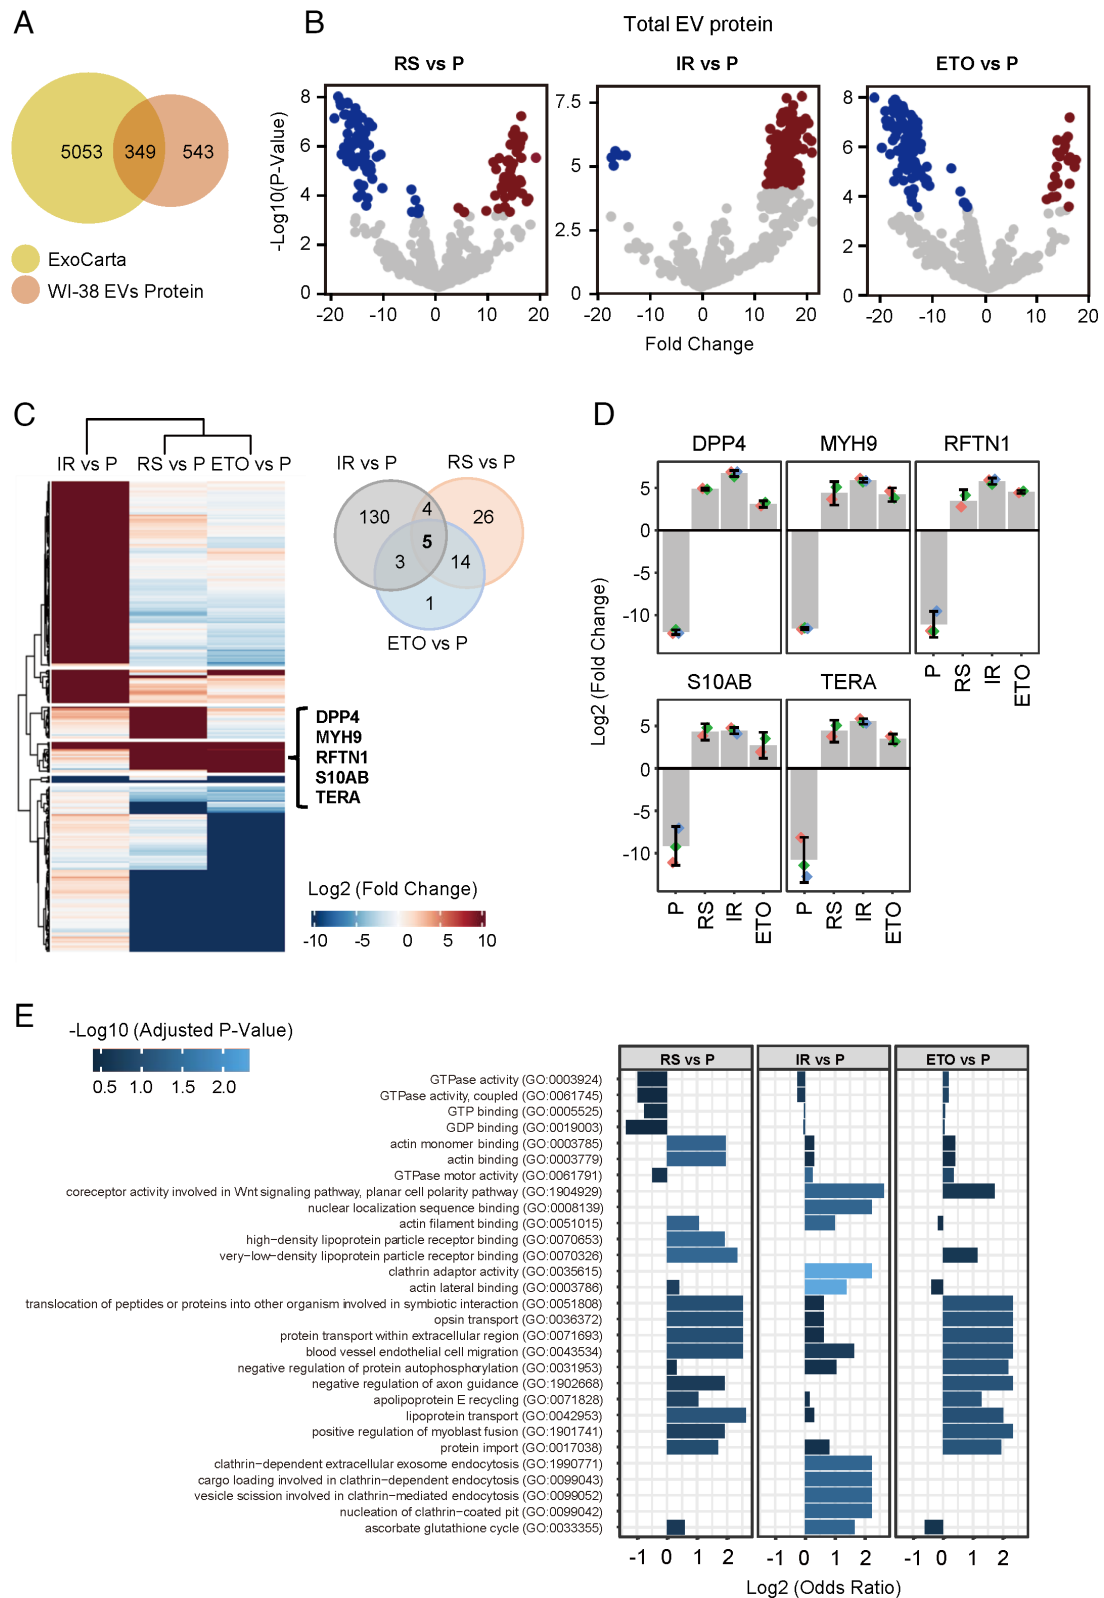 A
5053
349
543
ExoCarta
WI-38 EVs Protein
B
Total EV protein
RS vs P
IR vs P
ETO vs P
-Log10(P-Value)
8
6
4
2
0
7.5
5
2.5
0
8
6
4
2
0
-20
-10
0
10
20
-20
-10
0
10
20
-20
-10
0
10
20
Fold Change
C
IR vs P
RS vs P
ETO vs P
DPP4
MYH9
RFTN1
S10AB
TERA
IR vs P
RS vs P
130
4
26
5
3
14
1
ETO vs P
Log2 (Fold Change)
-10
-5
0
5
10
D
Log2 (Fold Change)
DPP4
MYH9
RFTN1
5
0
-5
-10
P
RS
IR
ETO
S10AB
TERA
5
0
-5
-10
P
RS
IR
ETO
P
RS
IR
ETO
E
-Log10 (Adjusted P-Value)
0.5
1.0
1.5
2.0
RS vs P
IR vs P
ETO vs P
GTPase activity (GO:0003924)
GTPase activity, coupled (GO:0061745)
GTP binding (GO:0005525)
GDP binding (GO:0019003)
actin monomer binding (GO:0003785)
actin binding (GO:0003779)
GTPase motor activity (GO:0061791)
coreceptor activity involved in Wnt signaling pathway, planar cell polarity pathway (GO:1904929)
nuclear localization sequence binding (GO:0008139)
actin filament binding (GO:0051015)
high-density lipoprotein particle receptor binding (GO:0070653)
very-low-density lipoprotein particle receptor binding (GO:0070326)
clathrin adaptor activity (GO:0035615)
actin lateral binding (GO:0003786)
translocation of peptides or proteins into other organism involved in symbiotic interaction (GO:0051808)
opsin transport (GO:0036372)
protein transport within extracellular region (GO:0071693)
blood vessel endothelial cell migration (GO:0043534)
negative regulation of protein autophosphorylation (GO:0031953)
negative regulation of axon guidance (GO:1902668)
apolipoprotein E recycling (GO:0071828)
lipoprotein transport (GO:0042953)
positive regulation of myoblast fusion (GO:1901741)
protein import (GO:0017038)
clathrin-dependent extracellular exosome endocytosis (GO:1990771)
cargo loading involved in clathrin-dependent endocytosis (GO:0099043)
vesicle scission involved in clathrin-mediated endocytosis (GO:0099052)
nucleation of clathrin-coated pit (GO:0099042)
ascorbate glutathione cycle (GO:0033355)
-1
0
1
2
-1
0
1
2
-1
0
1
2
Log2 (Odds Ratio)